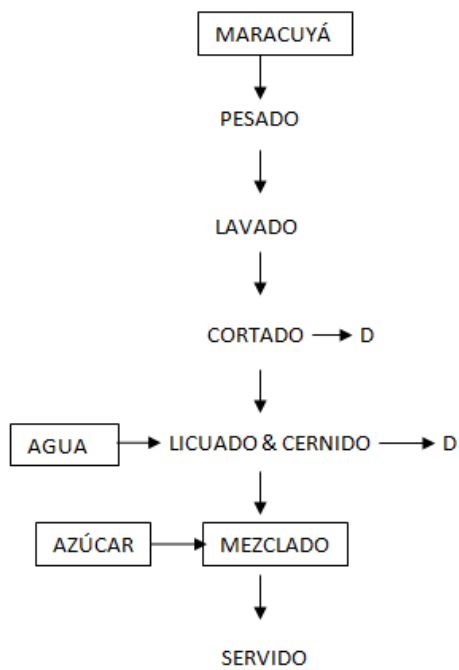 MARACUYÁ
PESADO
LAVADO
CORTADO D
AGUA LICUADO & CERNIDO D
AZÚCAR MEZCLADO
SERVIDO